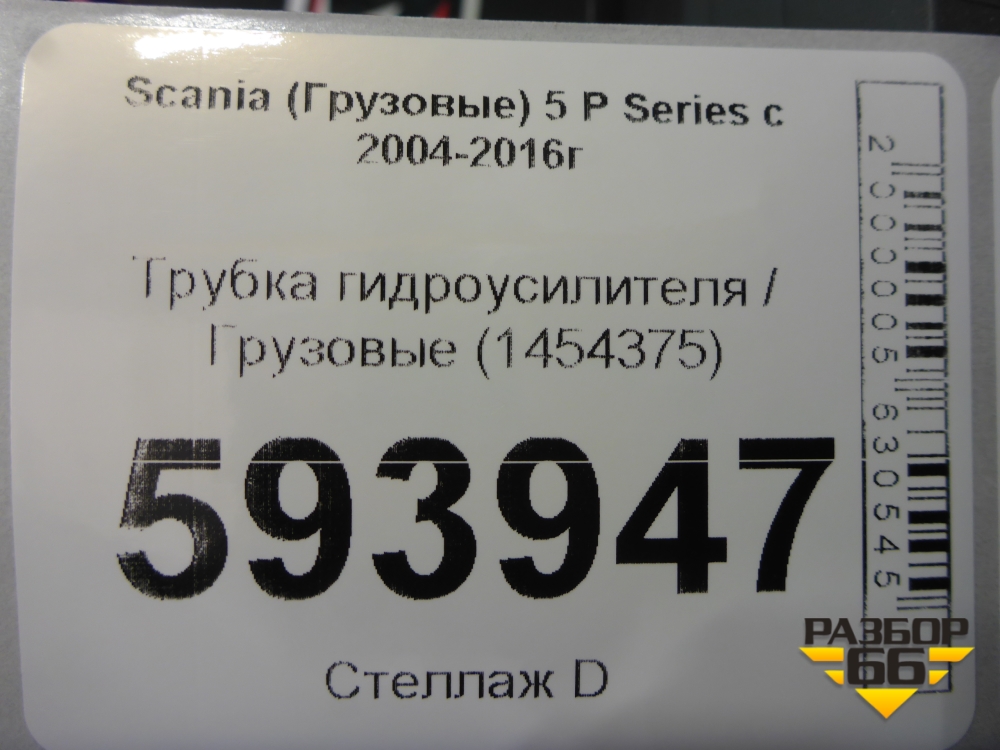 Scania (Грузовые) 5 P Series с
2004-2016г
Трубка гидроусилителя /
Грузовые (1454375)
593947
Стеллаж D
2000005630545
РАЗБОР
66